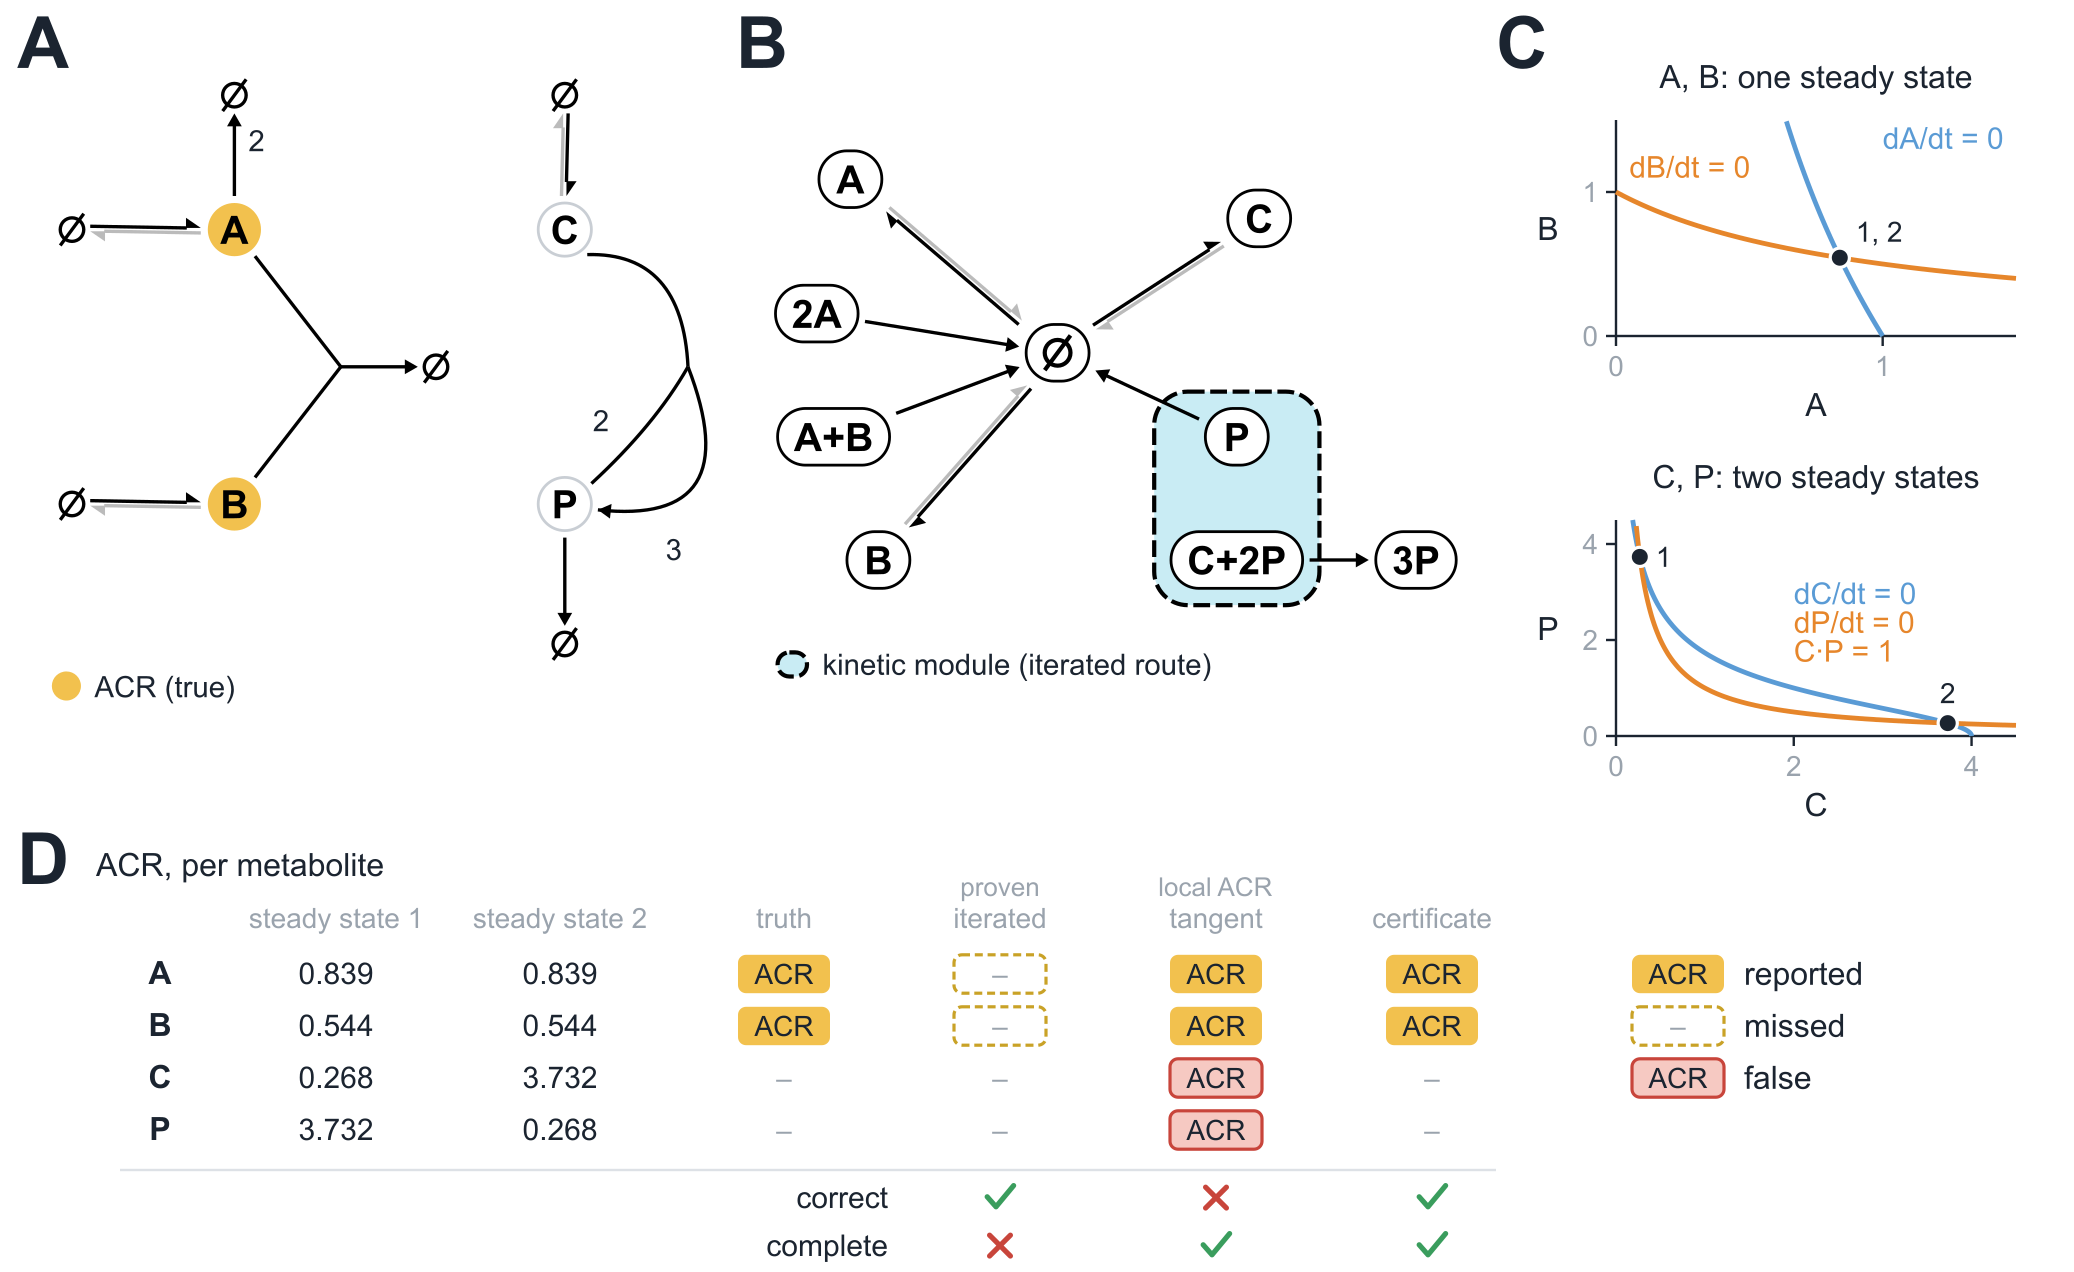 A
Ø
2
Ø
A
Ø
B
Ø
Ø
C
2
P
3
Ø
ACR (true)
B
A
C
2A
Ø
A+B
P
B
C+2P
3P
kinetic module (iterated route)
C
A, B: one steady state
dA/dt = 0
dB/dt = 0
1
B
1, 2
0
0
1
A
C, P: two steady states
4
1
dC/dt = 0
dP/dt = 0
C·P = 1
P
2
2
0
0
2
4
C
D
ACR, per metabolite
steady state 1 steady state 2 truth proven iterated local ACR tangent certificate
A 0.839 0.839 ACR – ACR ACR
B 0.544 0.544 ACR – ACR ACR
C 0.268 3.732 – – ACR –
P 3.732 0.268 – – ACR –
correct
complete
ACR reported
– missed
ACR false